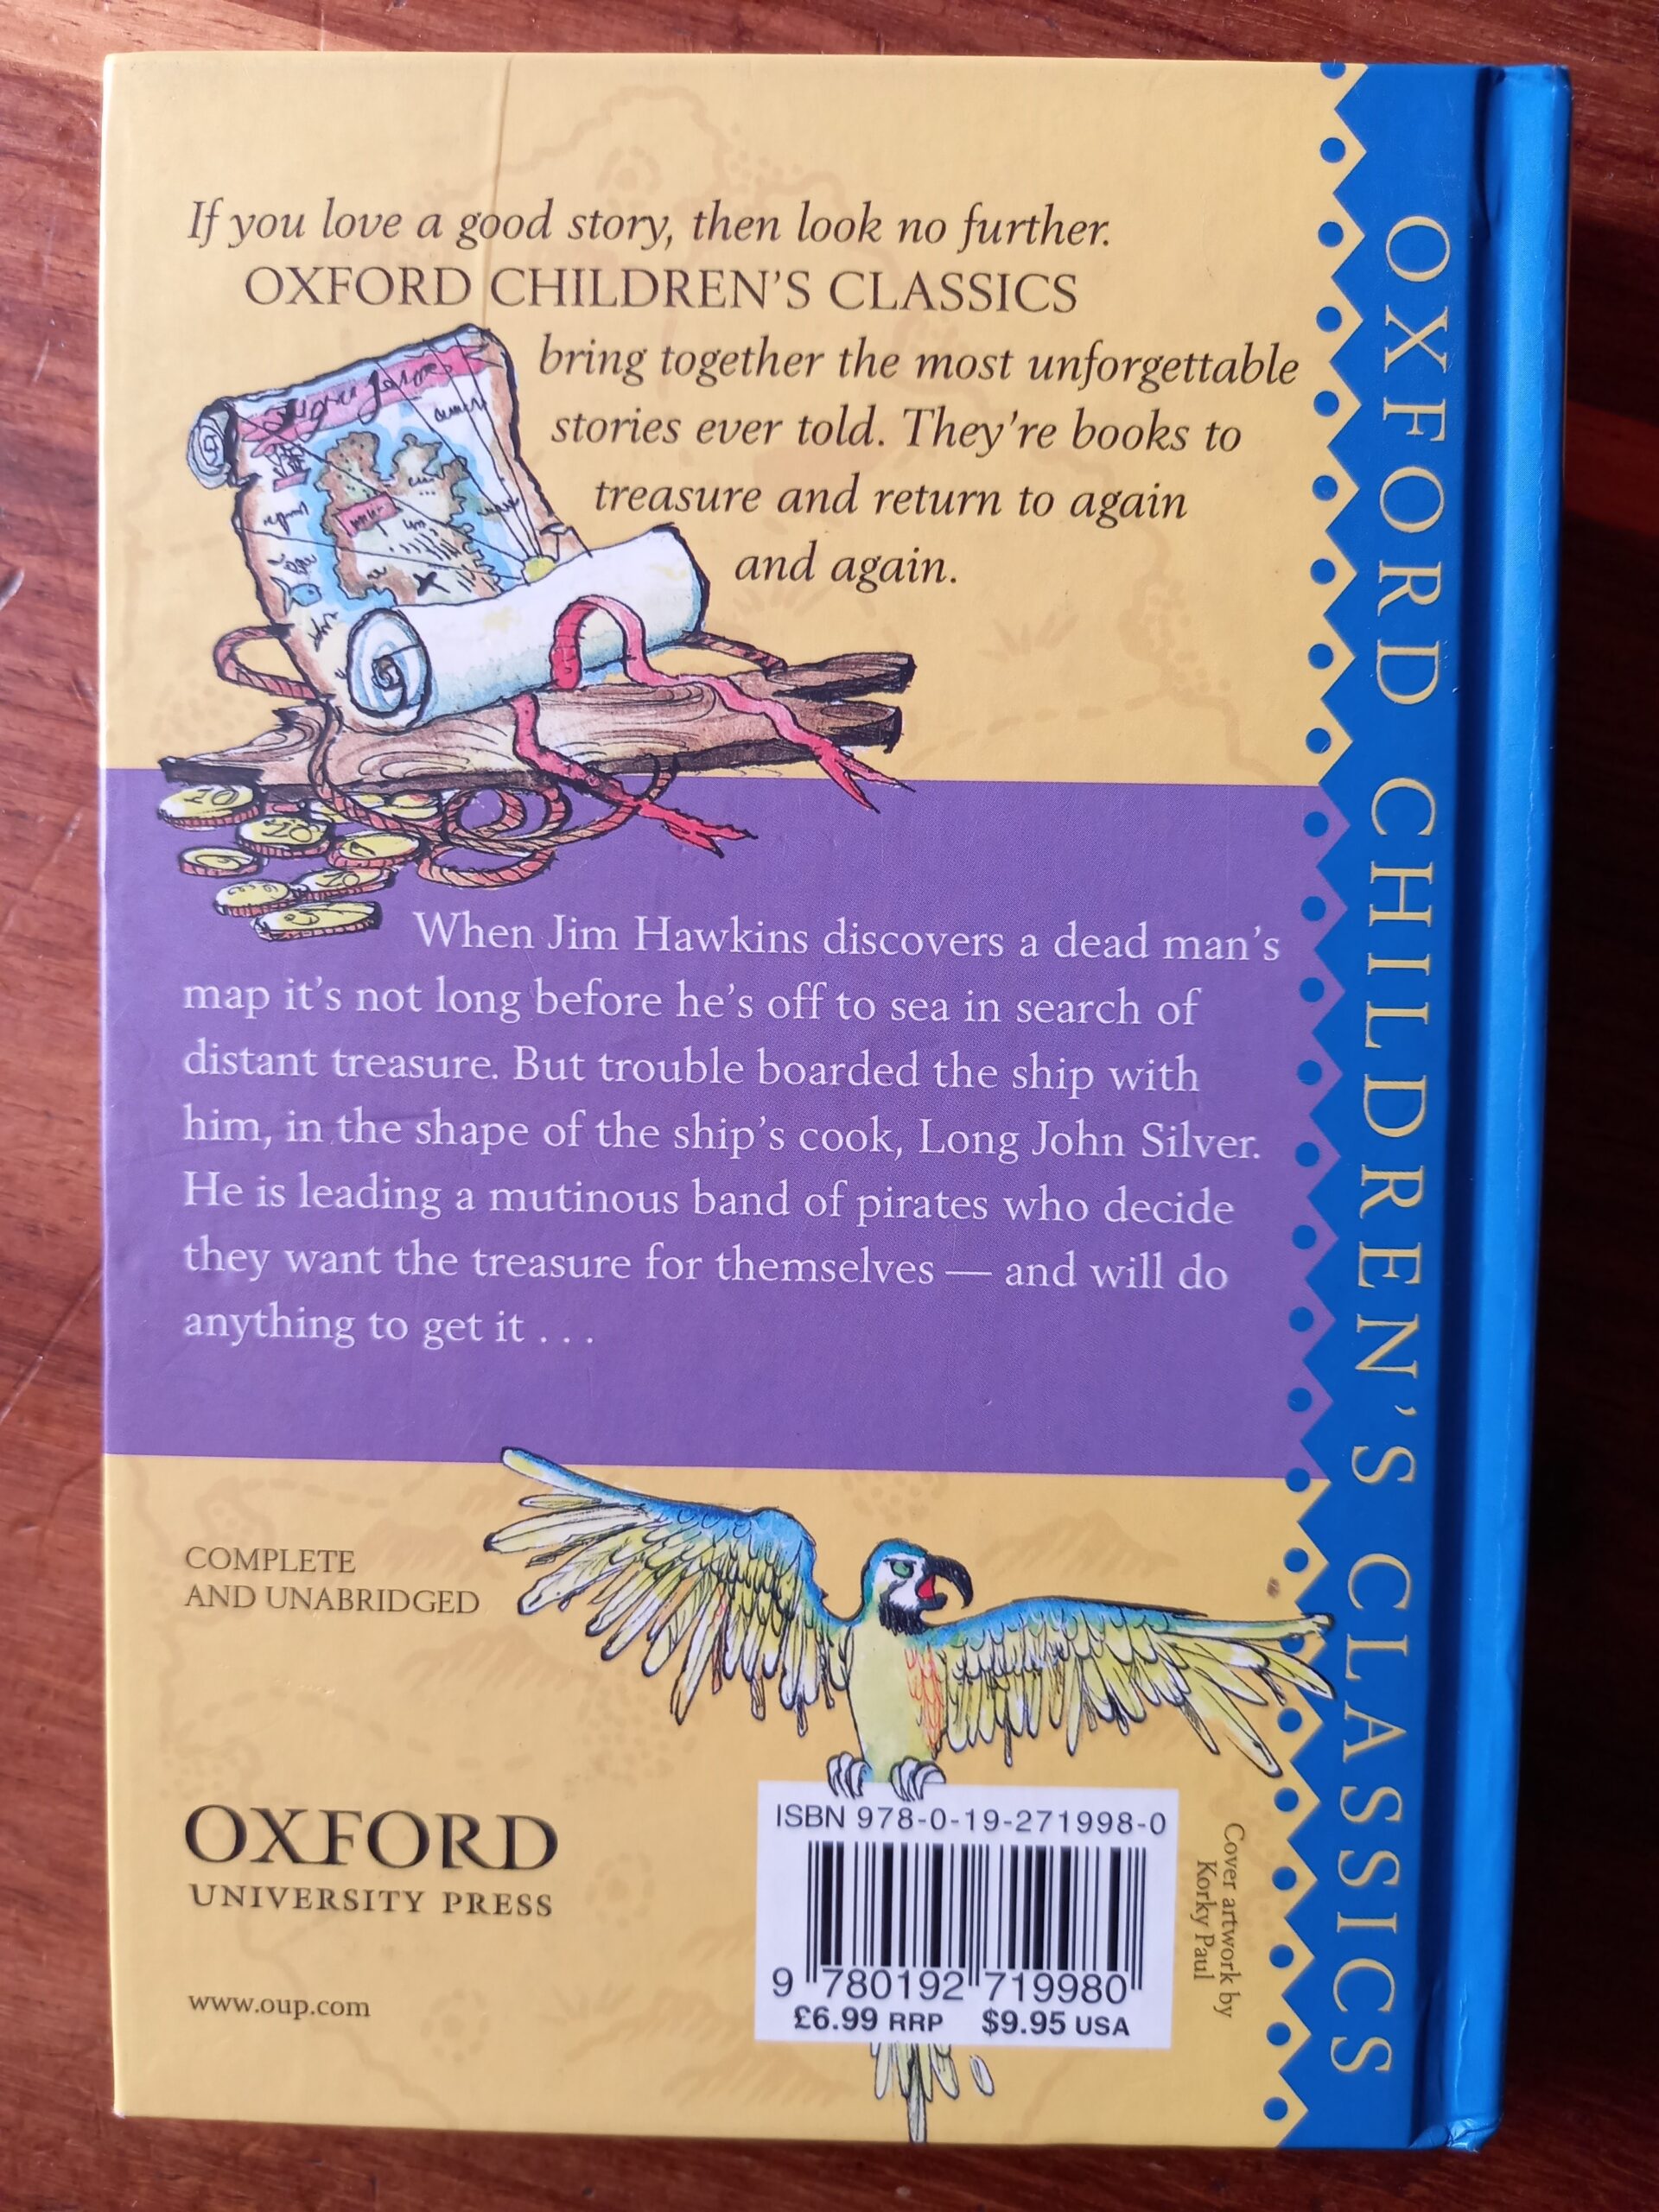 If you love a good story, then look no further.
OXFORD CHILDREN'S CLASSICS
bring together the most unforgettable
stories ever told. They're books to
treasure and return to again
and again.
When Jim Hawkins discovers a dead man's
map it's not long before he's off to sea in search of
distant treasure. But trouble boarded the ship with
him, in the shape of the ship's cook, Long John Silver.
He is leading a mutinous band of pirates who decide
they want the treasure for themselves — and will do
anything to get it . . .
COMPLETE
AND UNABRIDGED
OXFORD
UNIVERSITY PRESS
www.oup.com
ISBN 978-0-19-271998-0
9 780192 719980
£6.99 RRP $9.95 USA
Cover artwork by
Korky Paul
OXFORD CHILDREN'S CLASSICS
10
10
10